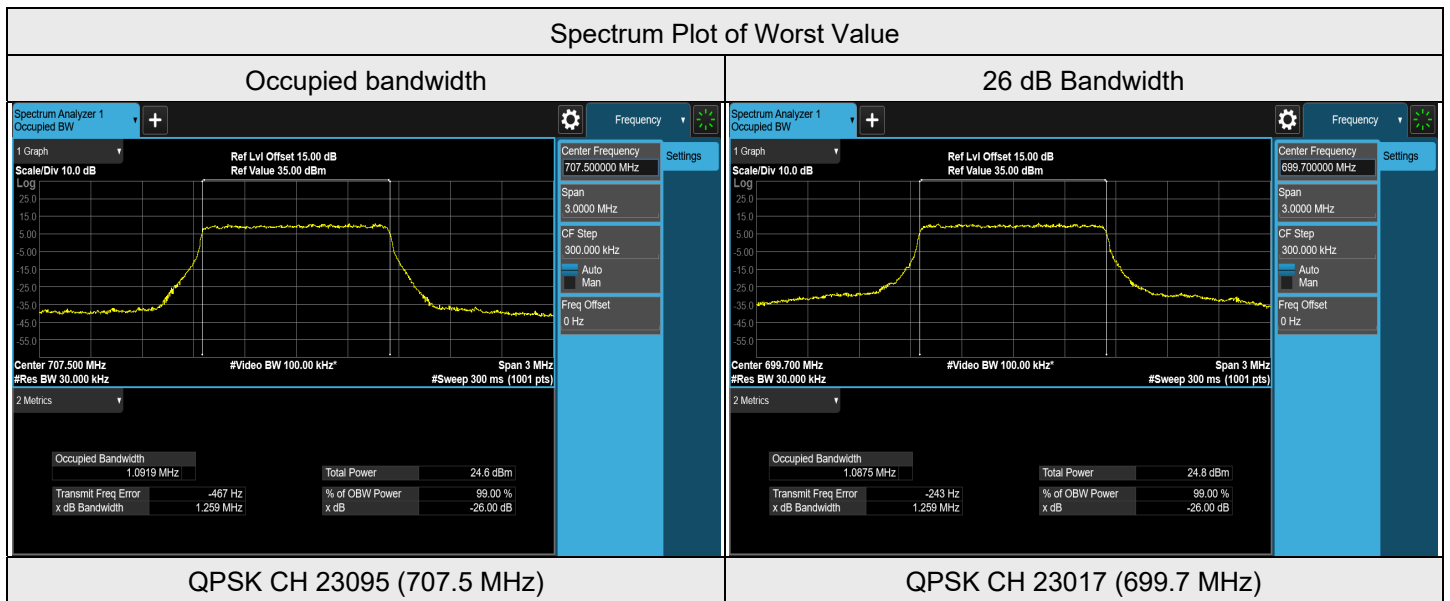 Spectrum Plot of Worst Value
Occupied bandwidth
26 dB Bandwidth
Spectrum Analyzer 1
Occupied BW
+
Frequency
1 Graph
Scale/Div 10.0 dB
Ref Lvl Offset 15.00 dB
Ref Value 35.00 dBm
Log
25.0
15.0
5.00
-5.00
-15.0
-25.0
-35.0
-45.0
-55.0
Center 707.500 MHz
#Res BW 30.000 kHz
#Video BW 100.00 kHz*
Span 3 MHz
#Sweep 300 ms (1001 pts)
Center Frequency
707.500000 MHz
Settings
Span
3.0000 MHz
CF Step
300.000 kHz
Auto
Man
Freq Offset
0 Hz
2 Metrics
Occupied Bandwidth
1.0919 MHz
Total Power 24.6 dBm
Transmit Freq Error -467 Hz
% of OBW Power 99.00 %
x dB Bandwidth 1.259 MHz
x dB -26.00 dB
Spectrum Analyzer 1
Occupied BW
+
Frequency
1 Graph
Scale/Div 10.0 dB
Ref Lvl Offset 15.00 dB
Ref Value 35.00 dBm
Log
25.0
15.0
5.00
-5.00
-15.0
-25.0
-35.0
-45.0
-55.0
Center 699.700 MHz
#Res BW 30.000 kHz
#Video BW 100.00 kHz*
Span 3 MHz
#Sweep 300 ms (1001 pts)
Center Frequency
699.700000 MHz
Settings
Span
3.0000 MHz
CF Step
300.000 kHz
Auto
Man
Freq Offset
0 Hz
2 Metrics
Occupied Bandwidth
1.0875 MHz
Total Power 24.8 dBm
Transmit Freq Error -243 Hz
% of OBW Power 99.00 %
x dB Bandwidth 1.259 MHz
x dB -26.00 dB
QPSK CH 23095 (707.5 MHz)
QPSK CH 23017 (699.7 MHz)